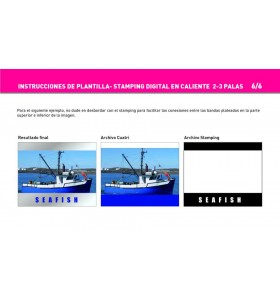 INSTRUCCIONES DE PLANTILLA- STAMPING DIGITAL EN CALIENTE 2-3 PALAS 6/6
Para el siguiente ejemplo, no dude en desbordar con el stamping para facilitar las conexiones entre las bandas plateadas en la parte
superior e inferior de la imagen.
Resultado final Archivo Cuatri Archivo Stamping
SEAFISH SEAFISH